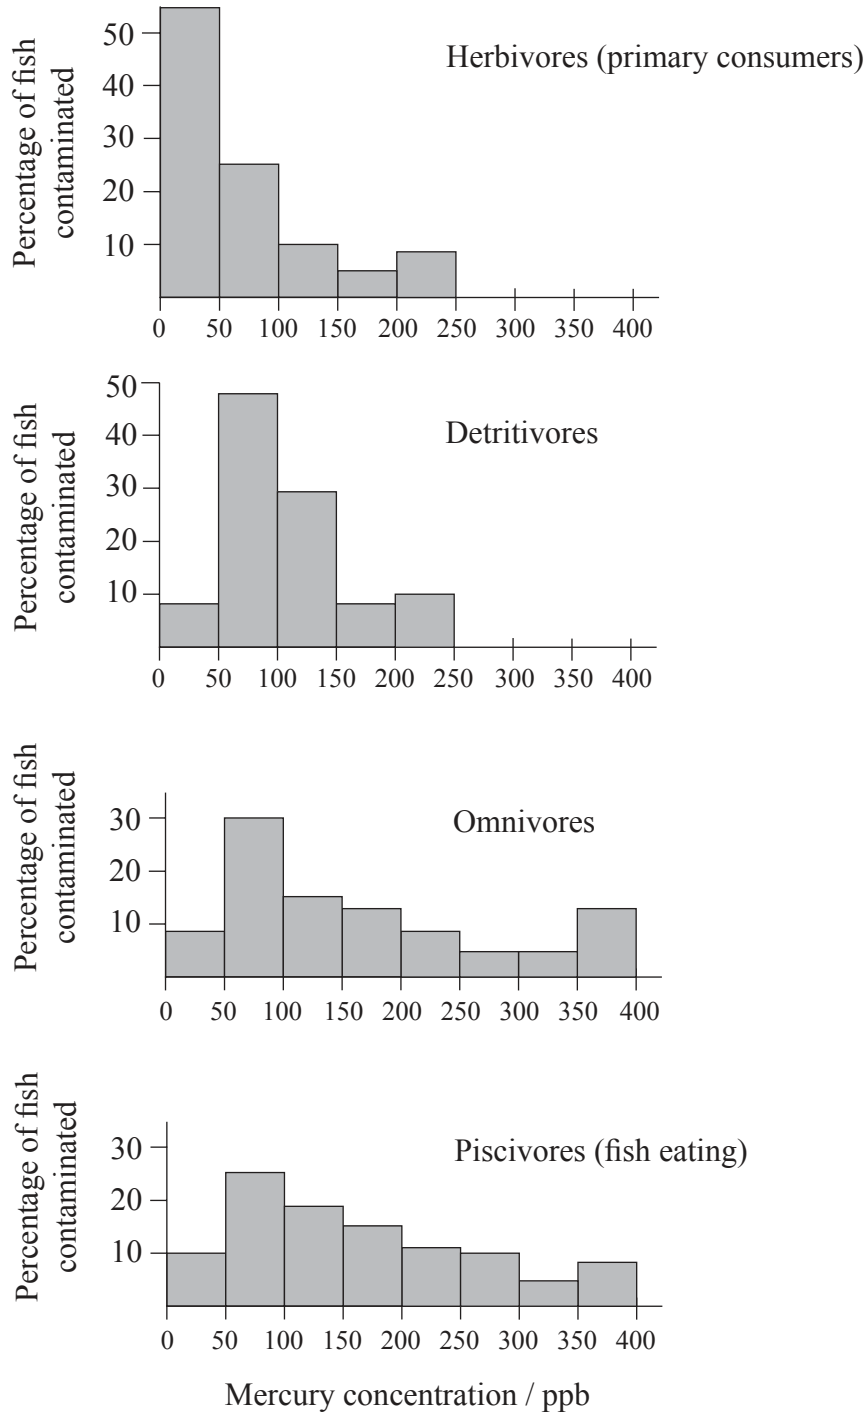 Herbivores (primary consumers)
Percentage of fish
contaminated
50
40
30
20
10
0 50 100 150 200 250 300 350 400
Detritivores
Percentage of fish
contaminated
50
40
30
20
10
0 50 100 150 200 250 300 350 400
Omnivores
Percentage of fish
contaminated
30
20
10
0 50 100 150 200 250 300 350 400
Piscivores (fish eating)
Percentage of fish
contaminated
30
20
10
0 50 100 150 200 250 300 350 400
Mercury concentration / ppb